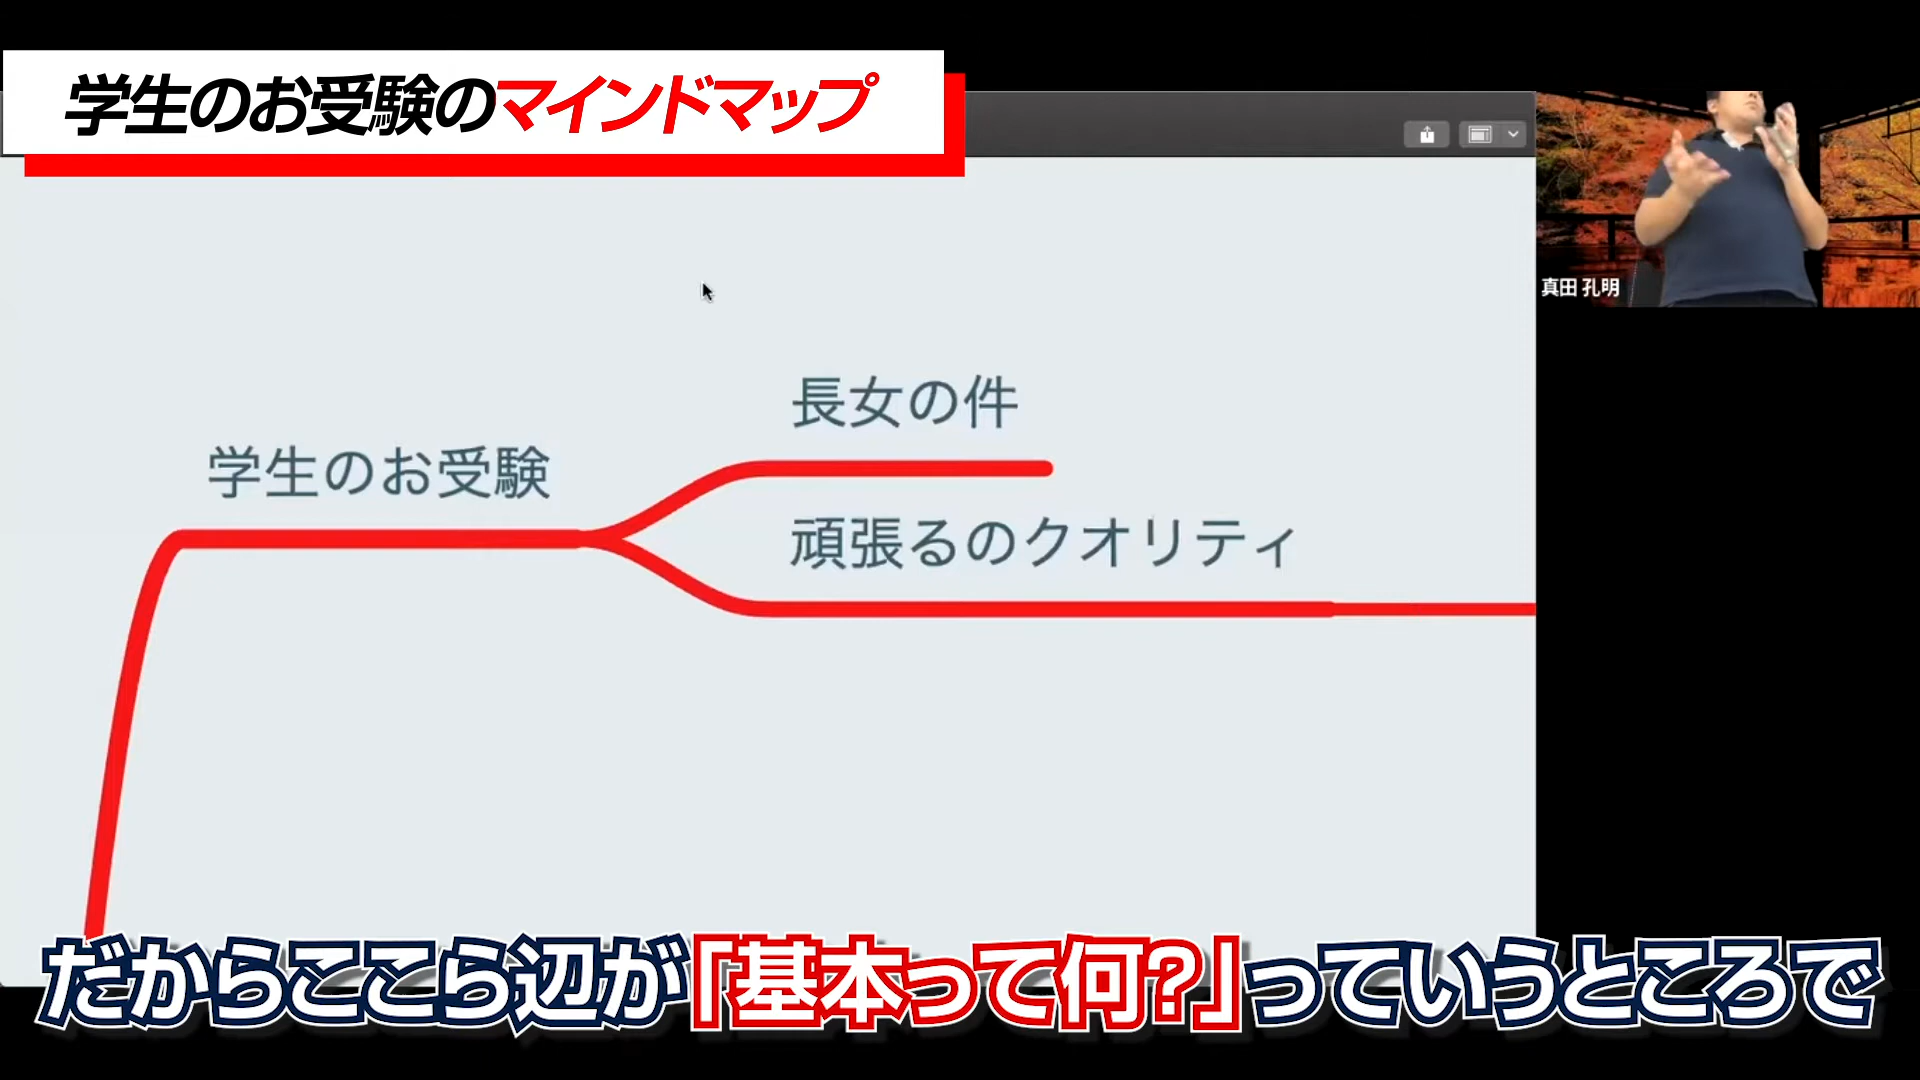 学生のお受験のマインドマップ
真田 孔明
長女の件
学生のお受験
頑張るのクオリティ
だからここら辺が「基本って何?」っていうところで